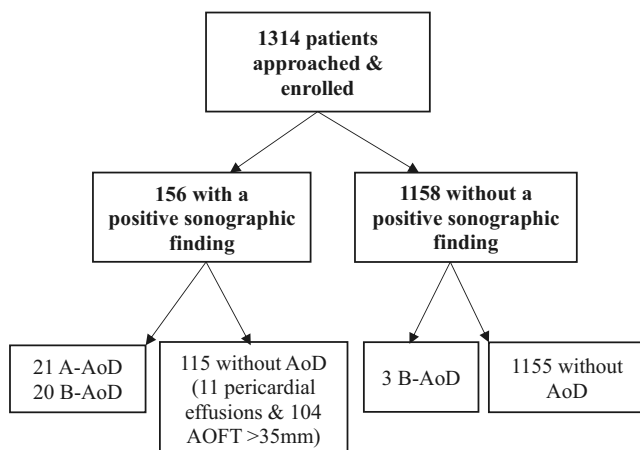 1314 patients
approached &
enrolled
156 with a
positive sonographic
finding
1158 without a
positive sonographic
finding
21 A-AoD
20 B-AoD
115 without AoD
(11 pericardial
effusions & 104
AOFT >35mm)
3 B-AoD
1155 without
AoD